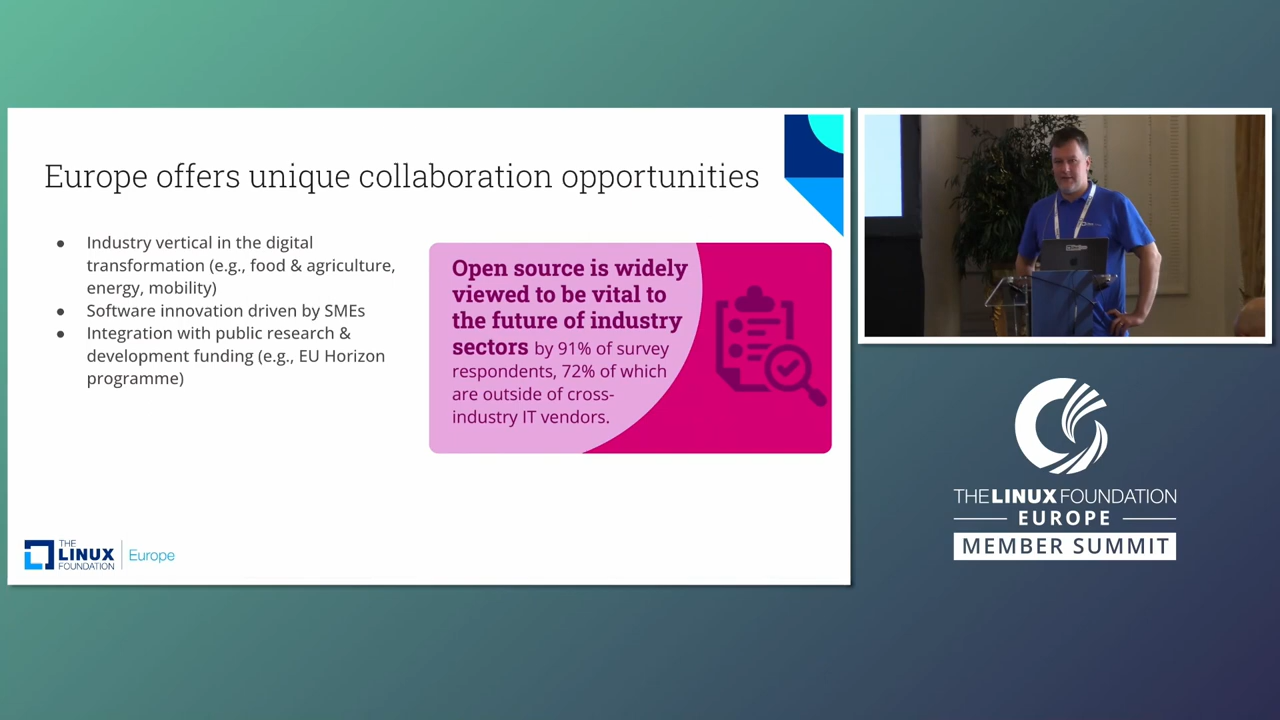 Europe offers unique collaboration opportunities
● Industry vertical in the digital
transformation (e.g., food & agriculture,
energy, mobility)
● Software innovation driven by SMEs
● Integration with public research &
development funding (e.g., EU Horizon
programme)
Open source is widely
viewed to be vital to
the future of industry
sectors by 91% of survey
respondents, 72% of which
are outside of cross-
industry IT vendors.
THE
LINUX
FOUNDATION
Europe
THE LINUX FOUNDATION
EUROPE
MEMBER SUMMIT